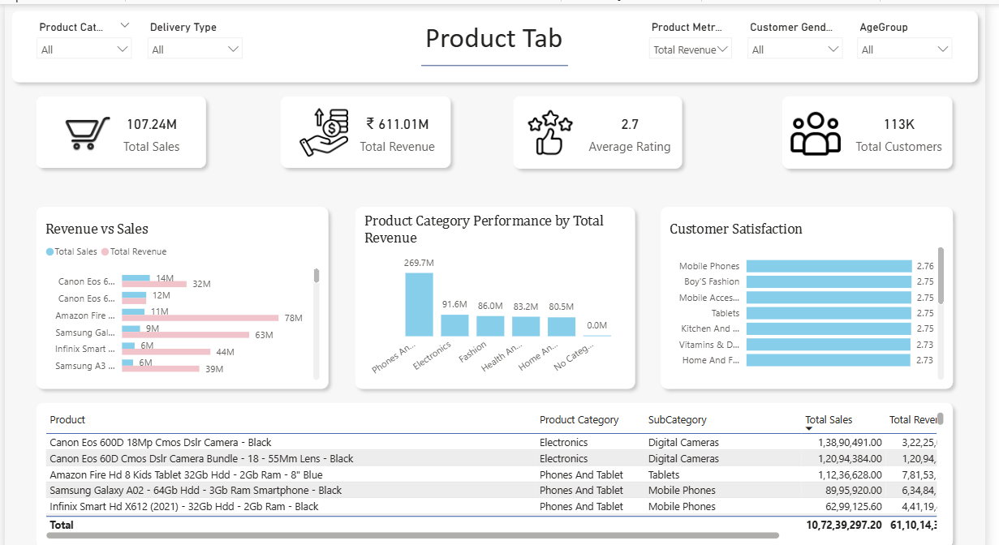 Product Cat...
Delivery Type
Product Tab
Product Metr...
Customer Gend...
AgeGroup
All
All
Total Revenue
All
All
107.24M
Total Sales
₹ 611.01M
Total Revenue
2.7
Average Rating
113K
Total Customers
Revenue vs Sales
Total Sales Total Revenue
Canon Eos 6... 14M 32M
Canon Eos 6... 12M
Amazon Fire ... 11M 78M
Samsung Gal... 9M 63M
Infinix Smart ... 6M 44M
Samsung A3 ... 6M 39M
Product Category Performance by Total
Revenue
269.7M
91.6M 86.0M 83.2M 80.5M
0.0M
Phones An... Electronics Fashion Health An... Home An... No Categ...
Customer Satisfaction
Mobile Phones 2.76
Boy'S Fashion 2.75
Mobile Acces... 2.75
Tablets 2.75
Kitchen And ... 2.75
Vitamins & D... 2.73
Home And F... 2.73
Product Product Category SubCategory Total Sales Total Reven
Canon Eos 600D 18Mp Cmos Dslr Camera - Black Electronics Digital Cameras 1,38,90,491.00 3,22,25,
Canon Eos 60D Cmos Dslr Camera Bundle - 18 - 55Mm Lens - Black Electronics Digital Cameras 1,20,94,384.00 1,20,94,
Amazon Fire Hd 8 Kids Tablet 32Gb Hdd - 2Gb Ram - 8" Blue Phones And Tablet Tablets 1,12,36,628.00 7,81,53,
Samsung Galaxy A02 - 64Gb Hdd - 3Gb Ram Smartphone - Black Phones And Tablet Mobile Phones 89,95,920.00 6,34,84,
Infinix Smart Hd X612 (2021) - 32Gb Hdd - 2Gb Ram - Black Phones And Tablet Mobile Phones 62,99,125.60 4,41,19,
Total 10,72,39,297.20 61,10,14,3